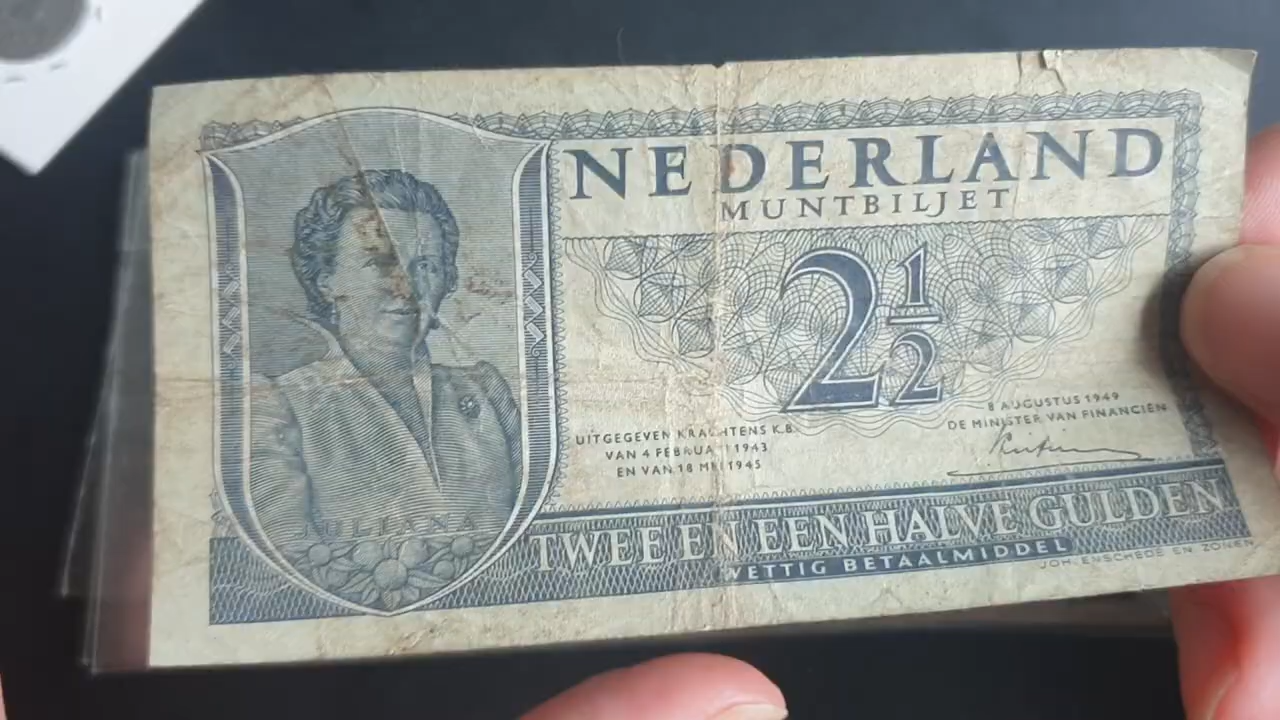 NEDERLAND
MUNTBILJET
2½
UITGEGEVEN KRACHTENS K.B.
VAN 4 FEBRUARI 1943
EN VAN 18 MEI 1945
8 AUGUSTUS 1949
DE MINISTER VAN FINANCIËN
JULIANA
TWEE EN EEN HALVE GULDEN
WETTIG BETAALMIDDEL
JOH. ENSCHEDÉ EN ZONEN